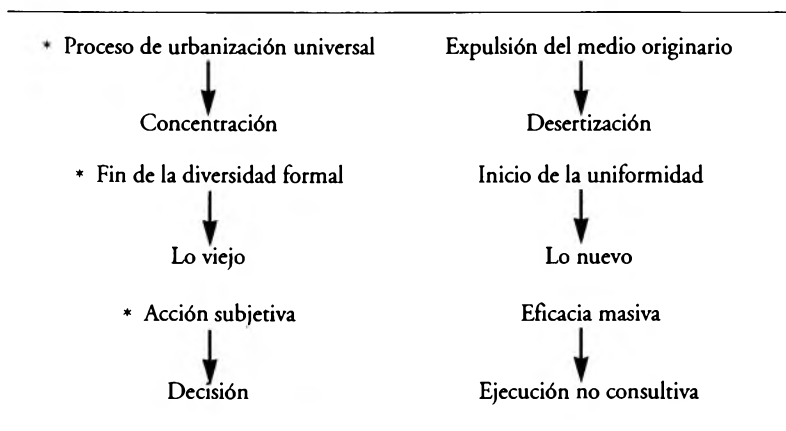 * Proceso de urbanización universal Expulsión del medio originario
Concentración Desertización
* Fin de la diversidad formal Inicio de la uniformidad
Lo viejo Lo nuevo
* Acción subjetiva Eficacia masiva
Decisión Ejecución no consultiva